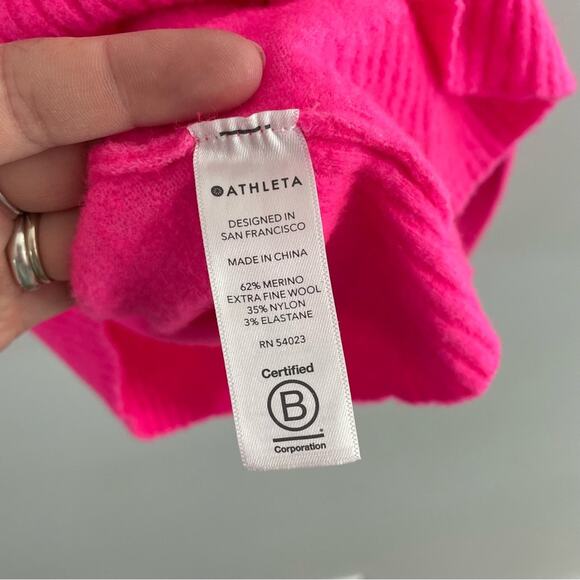 ATHLETA
DESIGNED IN
SAN FRANCISCO
MADE IN CHINA
62% MERINO
EXTRA FINE WOOL
35% NYLON
3% ELASTANE
RN 54023
Certified
B
Corporation